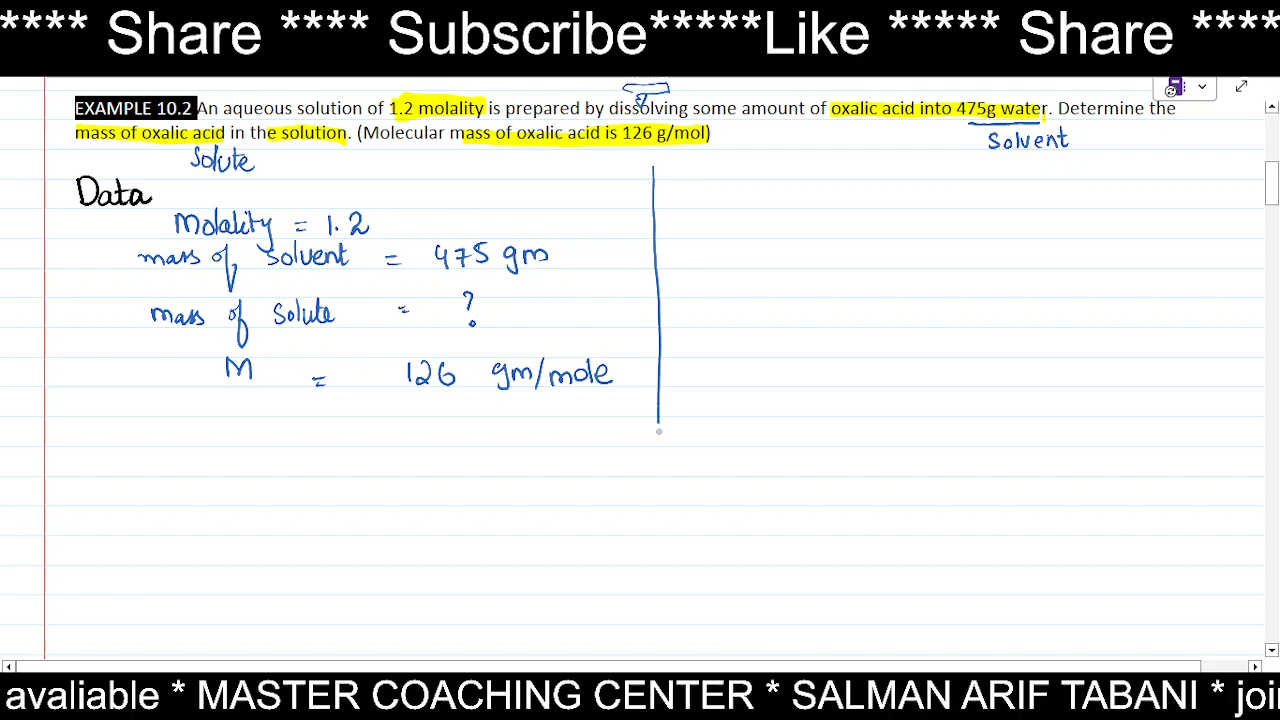 **** Share **** Subscribe*****Like ***** Share ****
EXAMPLE 10.2 An aqueous solution of 1.2 molality is prepared by dissolving some amount of oxalic acid into 475g water. Determine the
mass of oxalic acid in the solution. (Molecular mass of oxalic acid is 126 g/mol)
Solvent
Solute
Data
Molality = 1.2
mass of solvent = 475 gm
mass of solute = ?
M = 126 gm/mole
avaliable * MASTER COACHING CENTER * SALMAN ARIF TABANI * joi